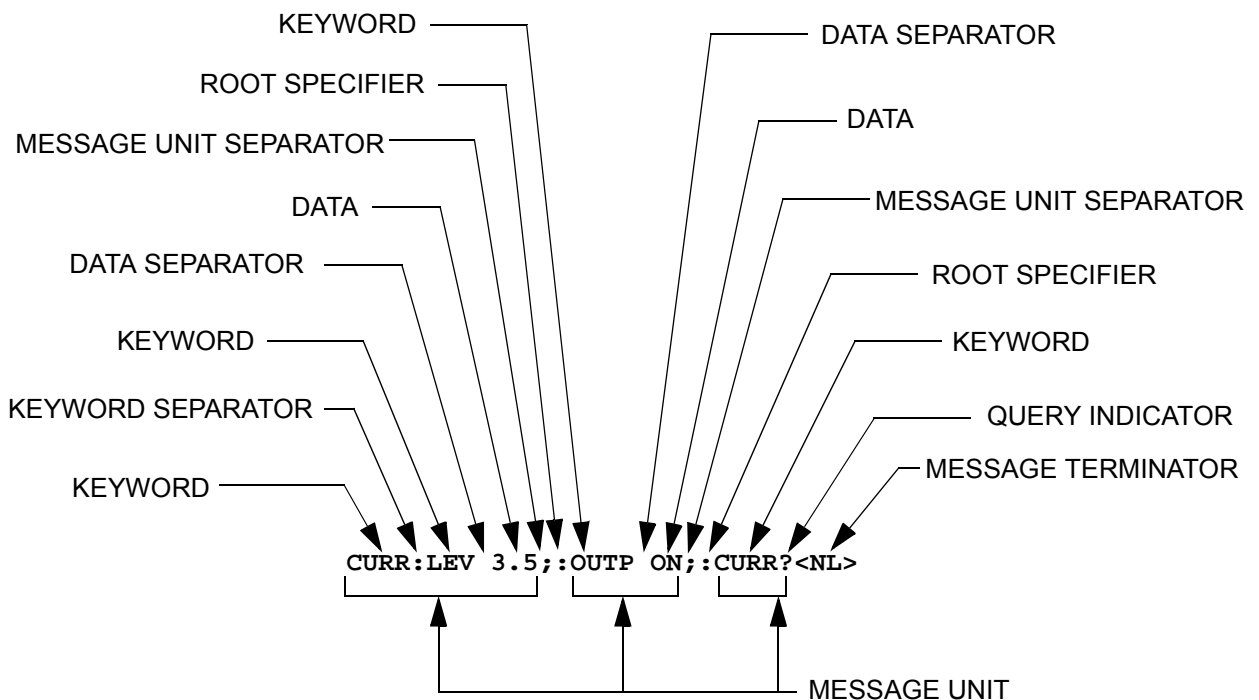 KEYWORD
DATA SEPARATOR
ROOT SPECIFIER
DATA
MESSAGE UNIT SEPARATOR
DATA
MESSAGE UNIT SEPARATOR
DATA SEPARATOR
ROOT SPECIFIER
KEYWORD
KEYWORD
KEYWORD SEPARATOR
QUERY INDICATOR
KEYWORD
MESSAGE TERMINATOR
CURR:LEV 3.5;:OUTP ON;:CURR?<NL>
MESSAGE UNIT